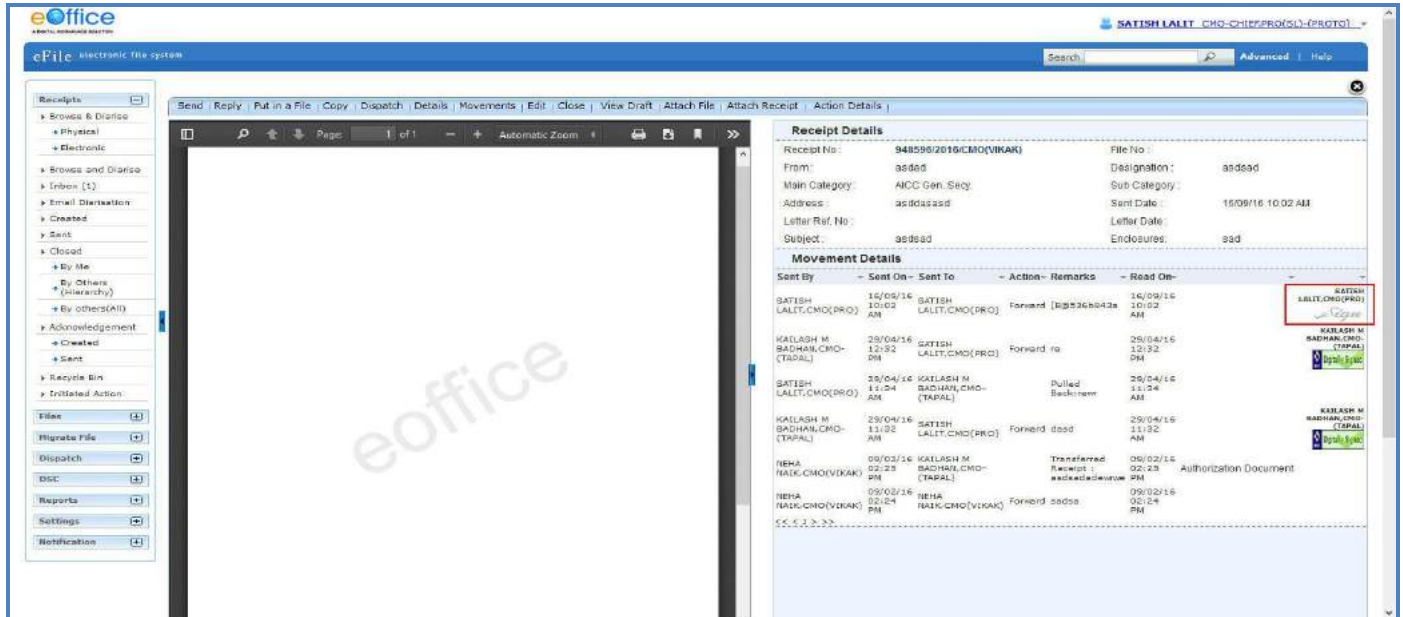 eOffice
A DIGITAL WORKPLACE SOLUTION
SATISH LALIT CMO-CHIEF.PRO(SL)-(PROTO)
eFile electronic file system
Search Advanced | Help
Receipts
Browse & Diarise
Physical
Electronic
Browse and Diarise
Inbox (1)
Email Diarisation
Created
Sent
Closed
By Me
By Others (Hierarchy)
By others(All)
Acknowledgement
Created
Sent
Recycle Bin
Initiated Action
Files
Migrate File
Dispatch
DSC
Reports
Settings
Notification
Send | Reply | Put in a File | Copy | Dispatch | Details | Movements | Edit | Close | View Draft | Attach File | Attach Receipt | Action Details |
Page: 1 of 1 Automatic Zoom
eoffice
Receipt Details
Receipt No : 948596/2016/CMO(VIKAK) File No :
From : asdad Designation : asdsad
Main Category : AICC Gen. Secy. Sub Category :
Address : asddasasd Sent Date : 16/09/16 10:02 AM
Letter Ref. No : Letter Date :
Subject : asdsad Enclosures: sad
Movement Details
Sent By Sent On Sent To Action Remarks Read On
SATISH LALIT,CMO(PRO) 16/09/16 10:02 AM SATISH LALIT,CMO(PRO) Forward 16/09/16 10:02 AM SATISH LALIT,CMO(PRO)
KAILASH M BADHAN,CMO-(TAPAL) 29/04/16 12:32 PM SATISH LALIT,CMO(PRO) Forward re 29/04/16 12:32 PM KAILASH M BADHAN,CMO-(TAPAL)
SATISH LALIT,CMO(PRO) 29/04/16 11:34 AM KAILASH M BADHAN,CMO-(TAPAL) Pulled 29/04/16 11:34 AM
KAILASH M BADHAN,CMO-(TAPAL) 29/04/16 11:32 AM SATISH LALIT,CMO(PRO) Forward dasd 29/04/16 11:32 AM KAILASH M BADHAN,CMO-(TAPAL)
NEHA NAIK,CMO(VIKAK) 02:25 PM KAILASH M BADHAN,CMO-(TAPAL) Transferred Receipt : 09/02/16 02:25 PM Authorization Document
NEHA NAIK,CMO(VIKAK) 09/02/16 02:24 PM NEHA NAIK,CMO(VIKAK) Forward sadsa 09/02/16 02:24 PM
<< < 1 > >>